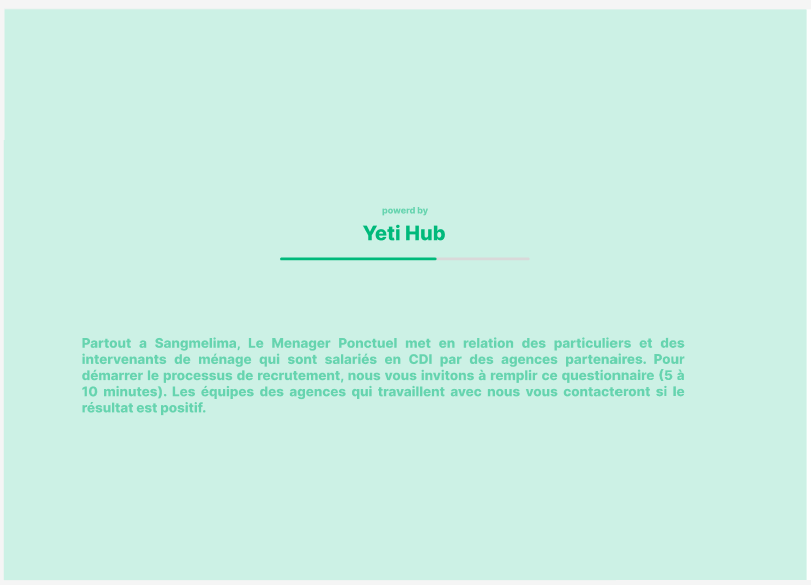 powerd by
Yeti Hub
Partout a Sangmelima, Le Menager Ponctuel met en relation des particuliers et des
intervenants de ménage qui sont salariés en CDI par des agences partenaires. Pour
démarrer le processus de recrutement, nous vous invitons à remplir ce questionnaire (5 à
10 minutes). Les équipes des agences qui travaillent avec nous vous contacteront si le
résultat est positif.